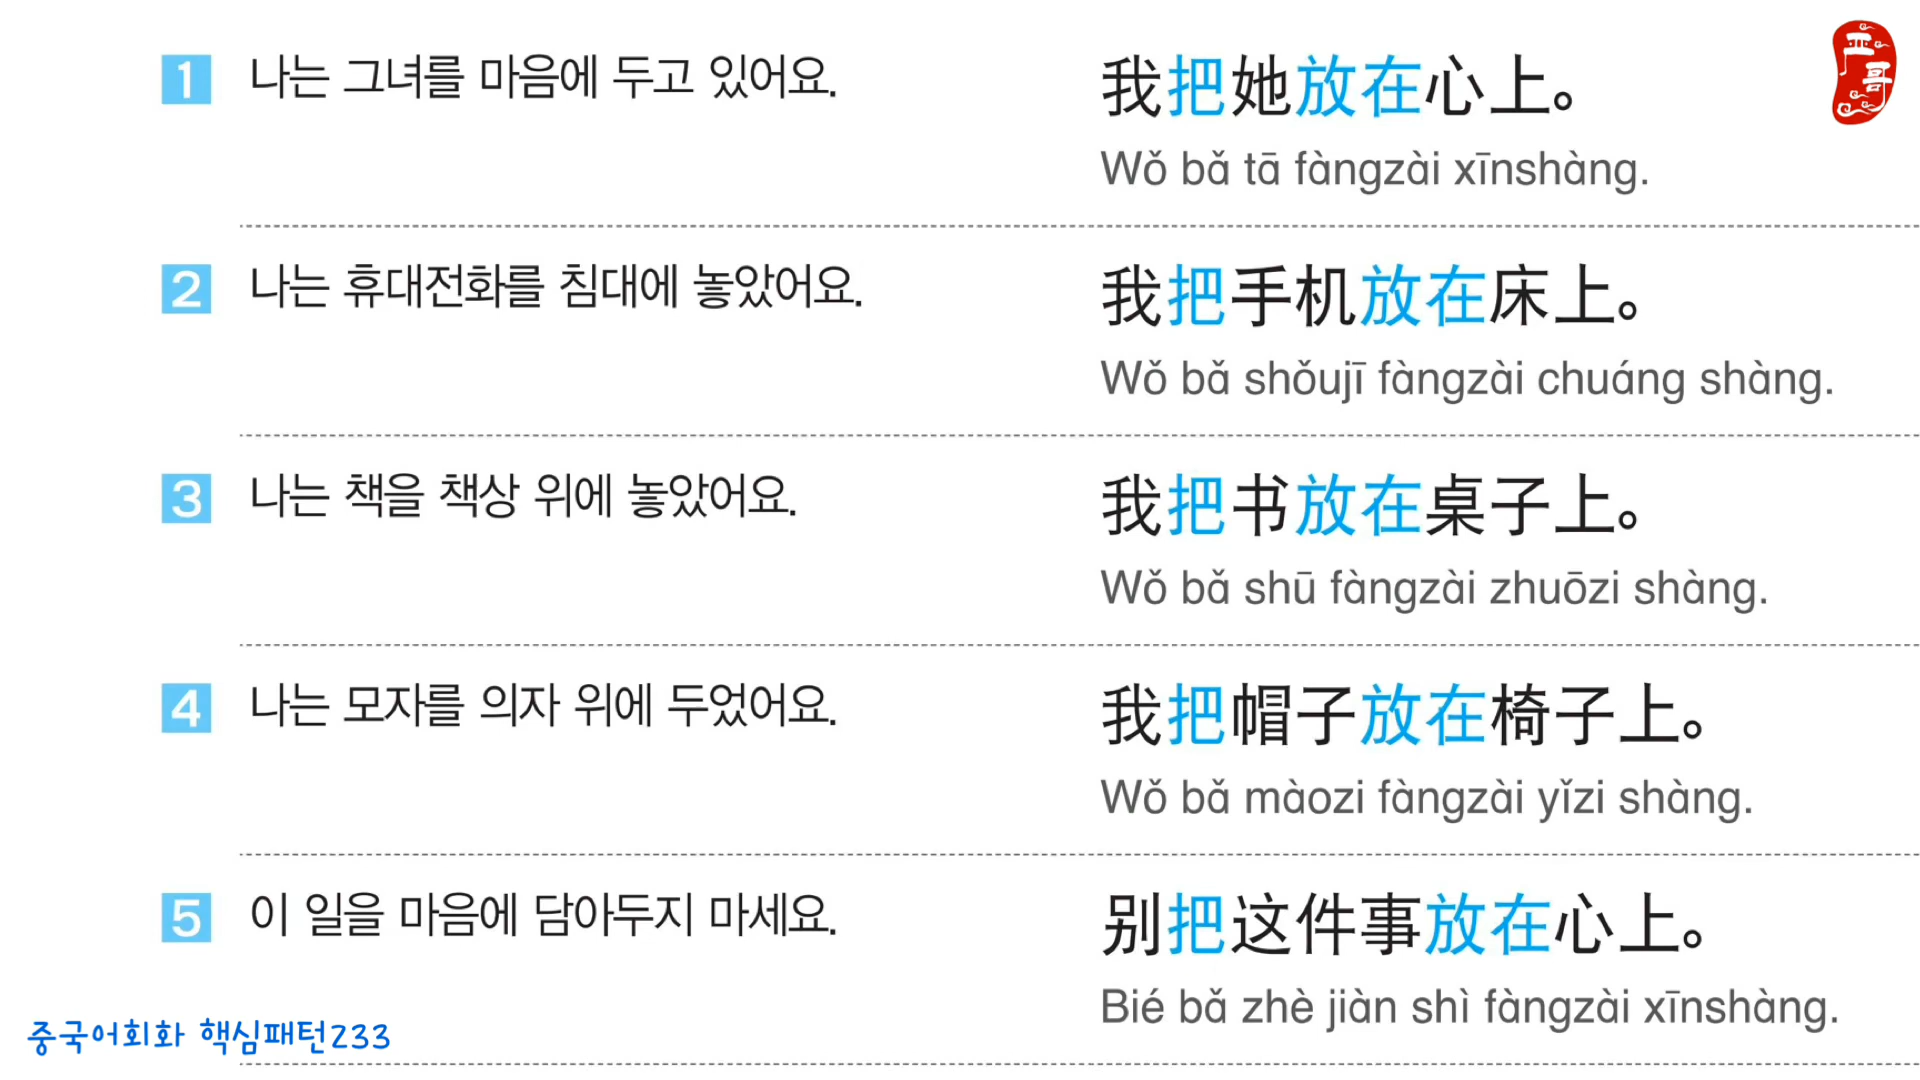 1 나는 그녀를 마음에 두고 있어요.
我把她放在心上。
Wǒ bǎ tā fàngzài xīnshàng.
2 나는 휴대전화를 침대에 놓았어요.
我把手机放在床上。
Wǒ bǎ shǒujī fàngzài chuáng shàng.
3 나는 책을 책상 위에 놓았어요.
我把书放在桌子上。
Wǒ bǎ shū fàngzài zhuōzi shàng.
4 나는 모자를 의자 위에 두었어요.
我把帽子放在椅子上。
Wǒ bǎ màozi fàngzài yǐzi shàng.
5 이 일을 마음에 담아두지 마세요.
别把这件事放在心上。
Bié bǎ zhè jiàn shì fàngzài xīnshàng.
중국어회화 핵심패턴233